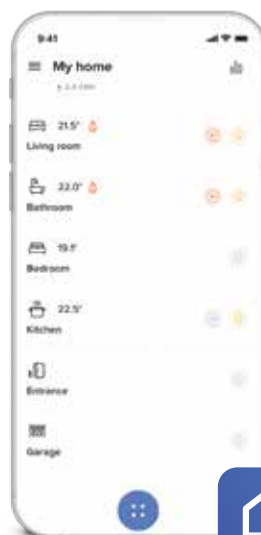 9:41
My home
21.5°
Living room
22.0°
Bathroom
19.1°
Bedroom
22.5°
Kitchen
Entrance
Garage